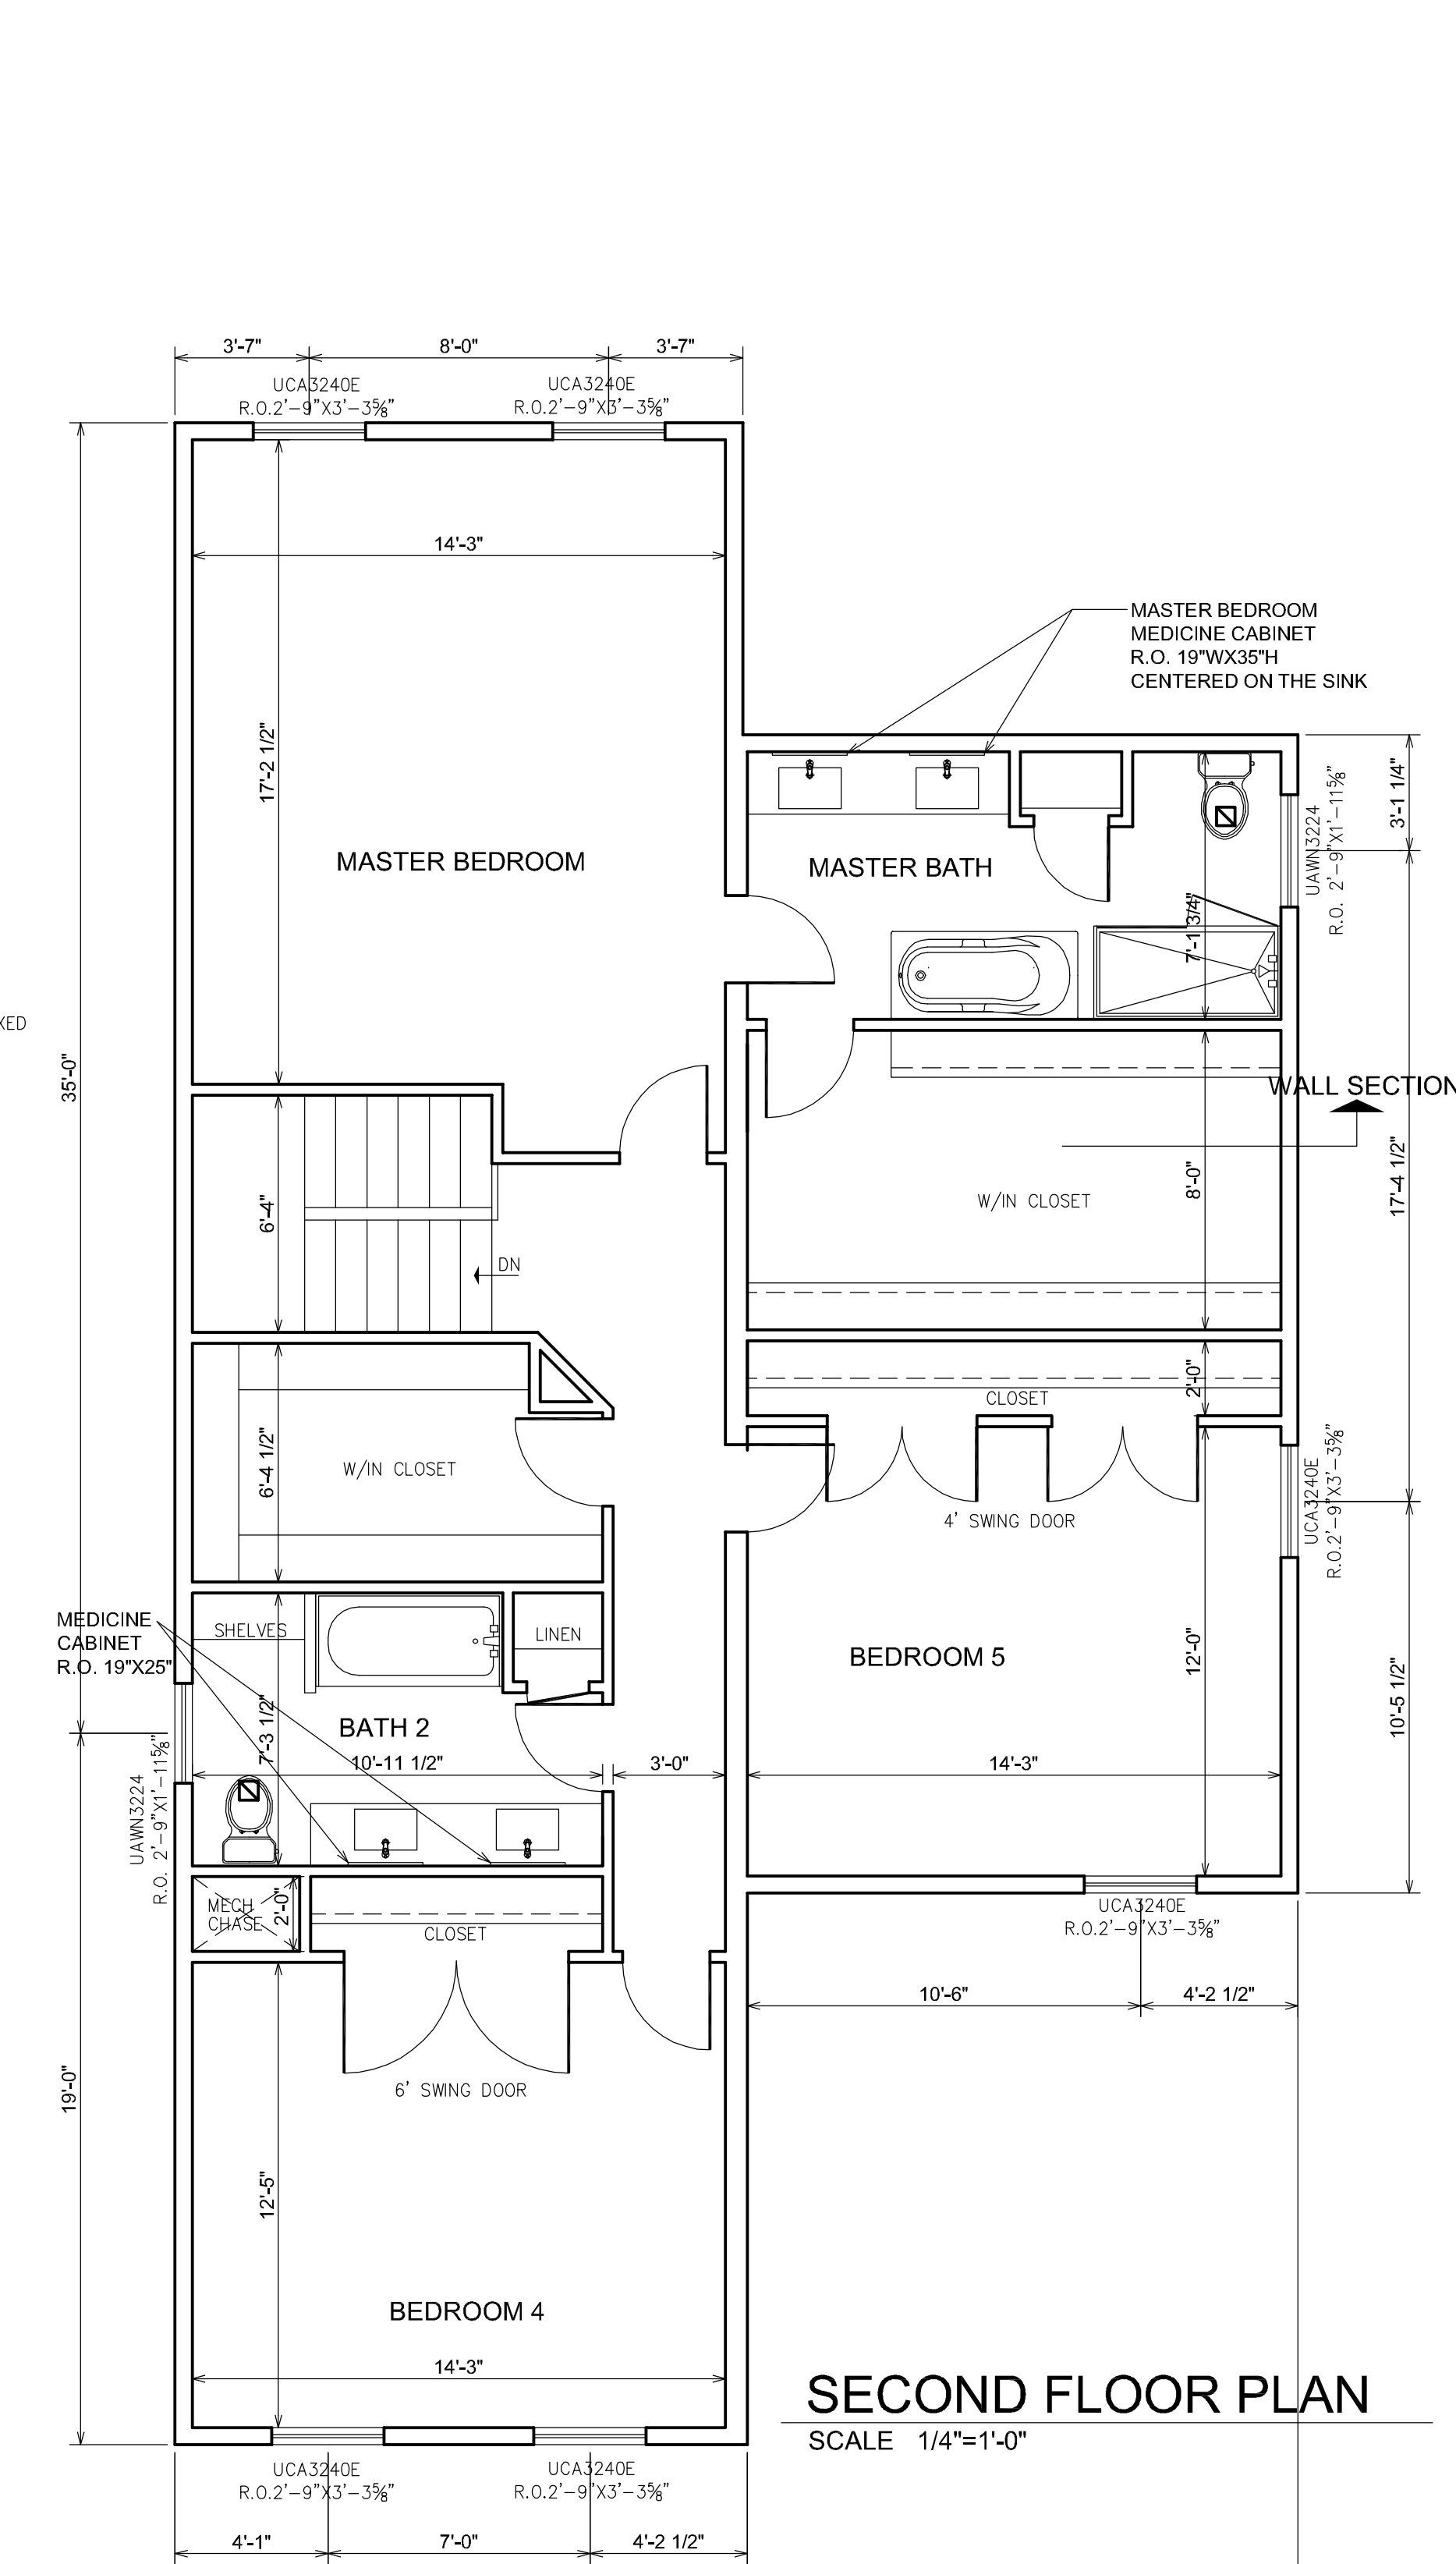 3'-7"
8'-0"
3'-7"
UCA3240E
R.O.2'-9"X3'-3⅝"
UCA3240E
R.O.2'-9"X3'-3⅝"
14'-3"
17'-2 1/2"
MASTER BEDROOM
35'-0"
XED
MASTER BEDROOM
MEDICINE CABINET
R.O. 19"WX35"H
CENTERED ON THE SINK
MASTER BATH
7'-1 3/4"
UAWN3224
R.O. 2'-9"X1'-11⅝"
3'-1 1/4"
WALL SECTION
17'-4 1/2"
8'-0"
W/IN CLOSET
6'-4"
DN
2'-0"
CLOSET
W/IN CLOSET
6'-4 1/2"
4' SWING DOOR
UCA3240E
R.O.2'-9"X3'-3⅝"
MEDICINE
CABINET
R.O. 19"X25"
SHELVES
LINEN
BEDROOM 5
12'-0"
10'-5 1/2"
BATH 2
7'-3 1/2"
10'-11 1/2"
3'-0"
14'-3"
UAWN3224
R.O. 2'-9"X1'-11⅝"
MECH
CHASE
2'-0"
CLOSET
UCA3240E
R.O.2'-9"X3'-3⅝"
10'-6"
4'-2 1/2"
6' SWING DOOR
19'-0"
12'-5"
BEDROOM 4
14'-3"
SECOND FLOOR PLAN
SCALE 1/4"=1'-0"
UCA3240E
R.O.2'-9"X3'-3⅝"
UCA3240E
R.O.2'-9"X3'-3⅝"
4'-1"
7'-0"
4'-2 1/2"